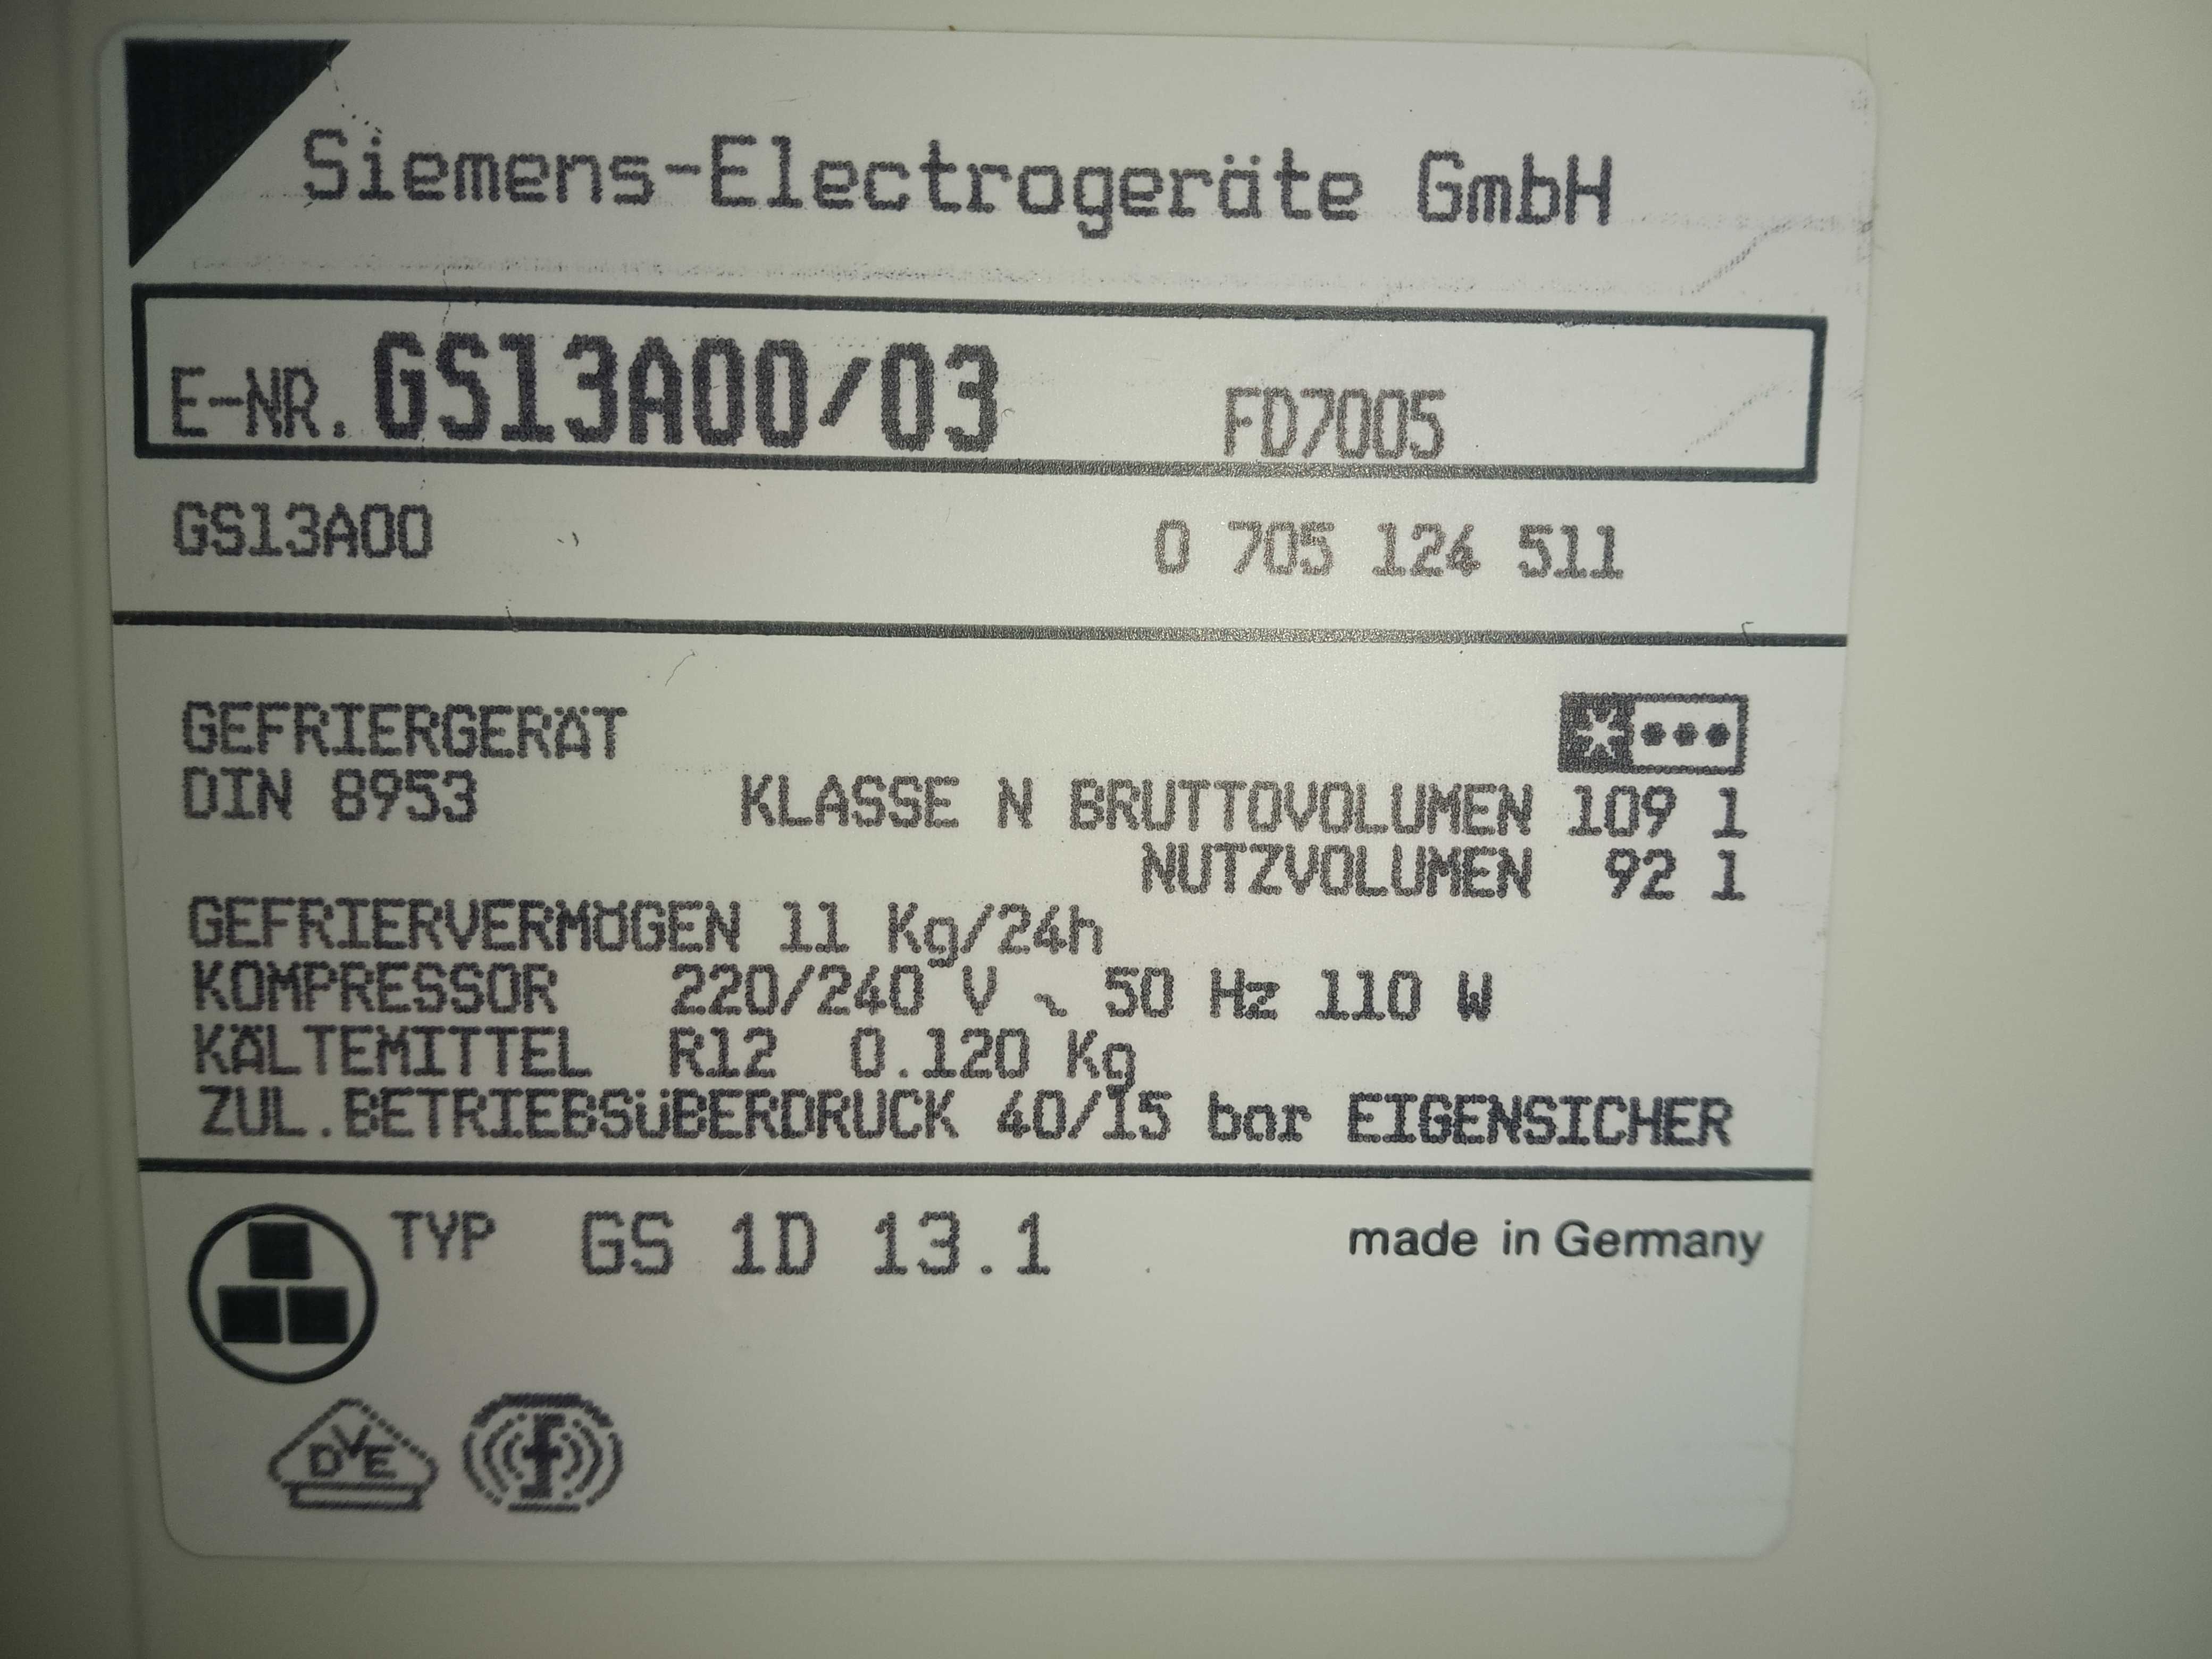 Siemens-Electrogeräte GmbH
E-NR. GS13A00/03 FD7005
GS13A00 0 705 124 511
GEFRIERGERÄT
DIN 8953 KLASSE N BRUTTOVOLUMEN 109 l
NUTZVOLUMEN 92 l
GEFRIERVERMÖGEN 11 Kg/24h
KOMPRESSOR 220/240 V ~ 50 Hz 110 W
KÄLTEMITTEL R12 0.120 Kg
ZUL.BETRIEBSÜBERDRUCK 40/15 bar EIGENSICHER
TYP GS 1D 13.1 made in Germany
DVE